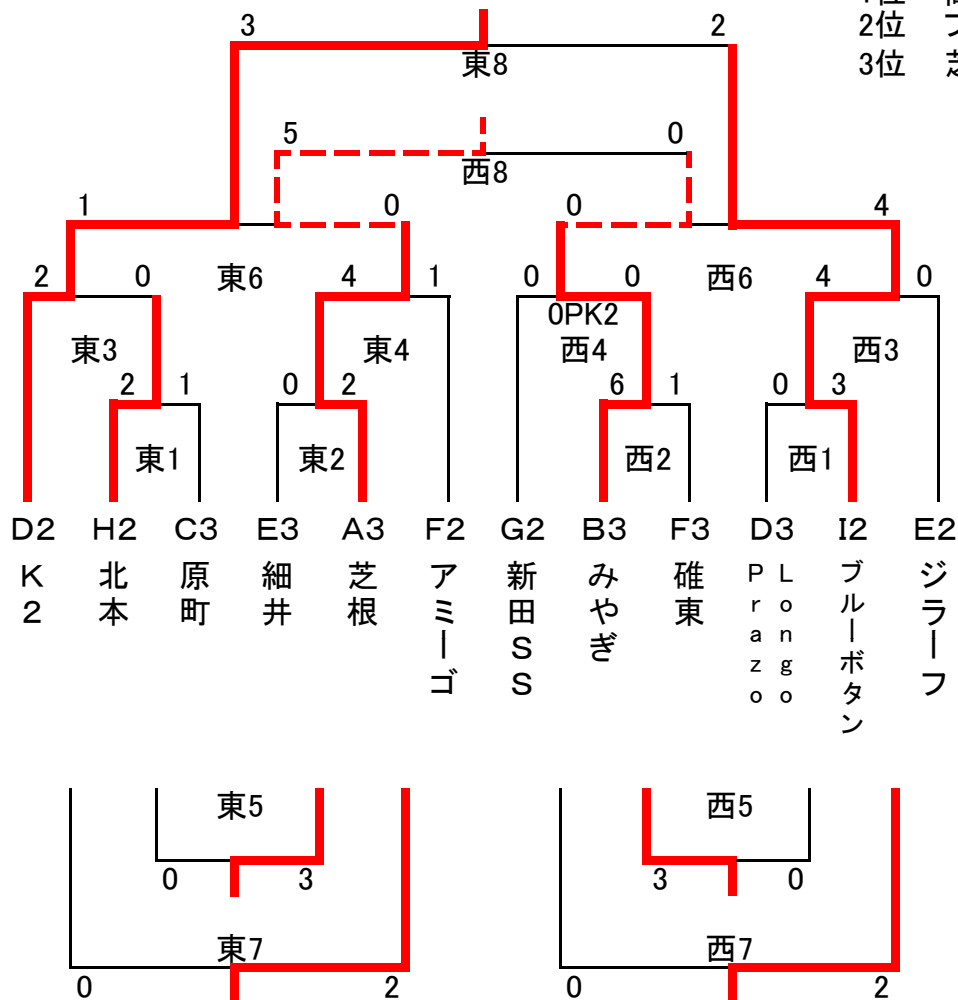 3 2
東8
2位
3位 芝
5 0
西8
1 0 0 4
2 0 東6 4 1 0 0 西6 4 0
0PK2
東3 東4 西4 西3
2 1 0 2 6 1 0 3
東1 東2 西2 西1
D2 H2 C3 E3 A3 F2 G2 B3 F3 D3 I2 E2
K2
北本
原町
細井
芝根
アミーゴ
新田SS
みやぎ
碓東
Longo
Prazo
ブルーボタン
ジラーフ
東5 西5
0 3 3 0
東7 西7
0 2 0 2